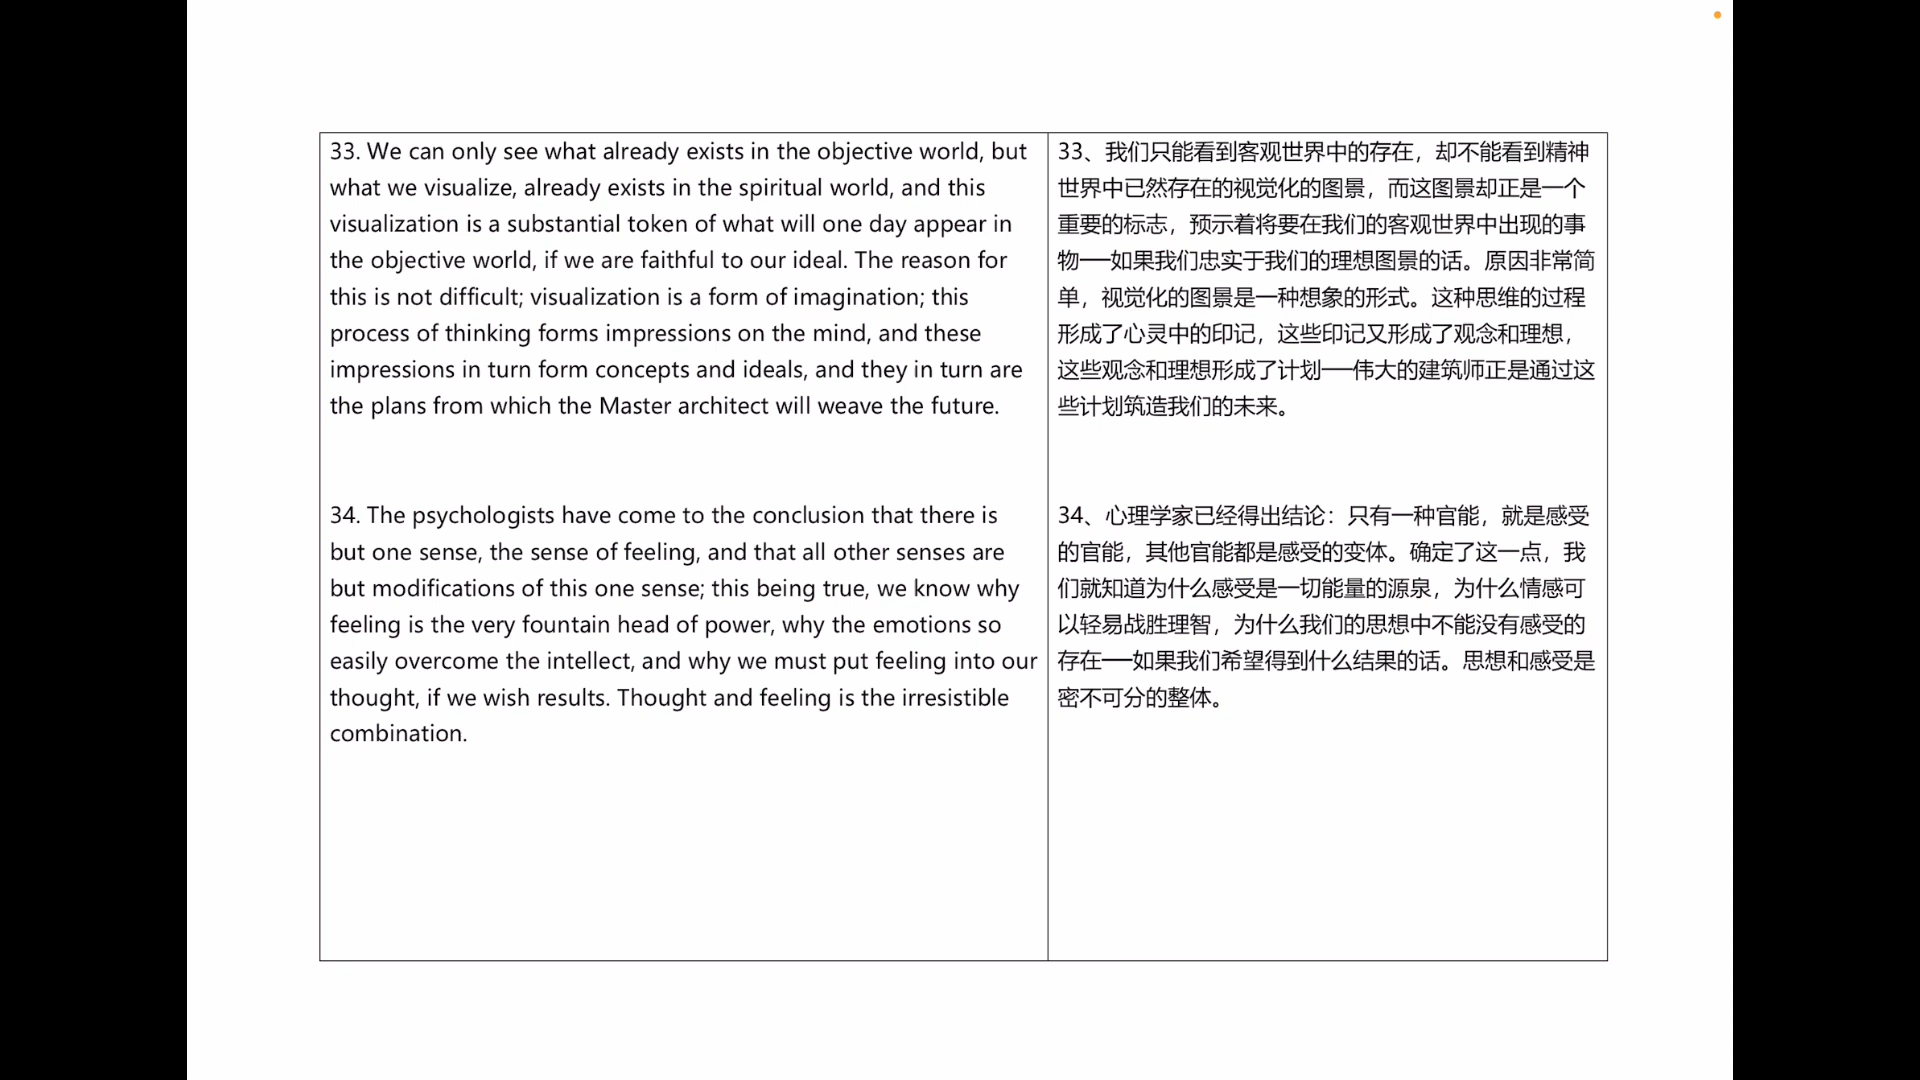 33. We can only see what already exists in the objective world, but
what we visualize, already exists in the spiritual world, and this
visualization is a substantial token of what will one day appear in
the objective world, if we are faithful to our ideal. The reason for
this is not difficult; visualization is a form of imagination; this
process of thinking forms impressions on the mind, and these
impressions in turn form concepts and ideals, and they in turn are
the plans from which the Master architect will weave the future.
34. The psychologists have come to the conclusion that there is
but one sense, the sense of feeling, and that all other senses are
but modifications of this one sense; this being true, we know why
feeling is the very fountain head of power, why the emotions so
easily overcome the intellect, and why we must put feeling into our
thought, if we wish results. Thought and feeling is the irresistible
combination.
33、我们只能看到客观世界中的存在，却不能看到精神
世界中已然存在的视觉化的图景，而这图景却正是一个
重要的标志，预示着将要在我们的客观世界中出现的事
物──如果我们忠实于我们的理想图景的话。原因非常简
单，视觉化的图景是一种想象的形式。这种思维的过程
形成了心灵中的印记，这些印记又形成了观念和理想，
这些观念和理想形成了计划──伟大的建筑师正是通过这
些计划筑造我们的未来。
34、心理学家已经得出结论：只有一种官能，就是感受
的官能，其他官能都是感受的变体。确定了这一点，我
们就知道为什么感受是一切能量的源泉，为什么情感可
以轻易战胜理智，为什么我们的思想中不能没有感受的
存在──如果我们希望得到什么结果的话。思想和感受是
密不可分的整体。